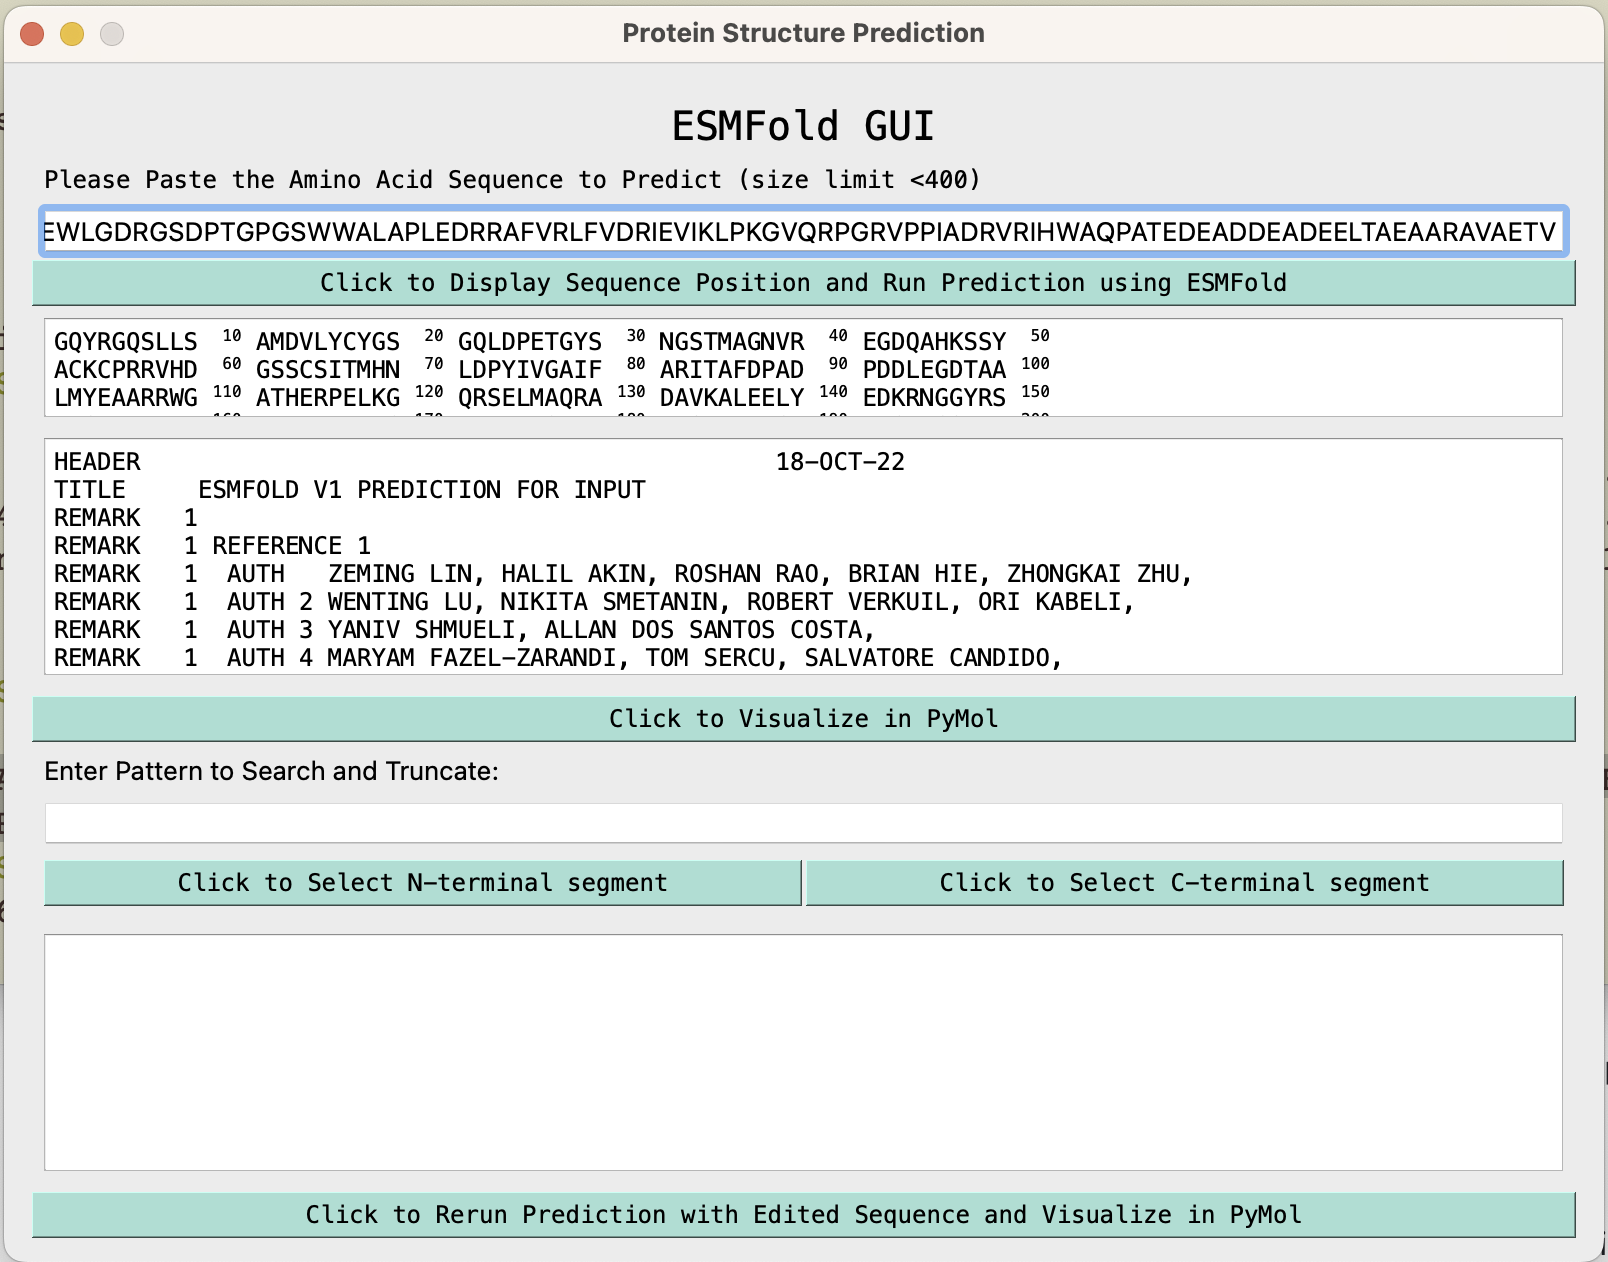 Protein Structure Prediction
ESMFold GUI
Please Paste the Amino Acid Sequence to Predict (size limit <400)
EWLGDRGSDPTGPGSWWALAPLEDRRAFVRLFVDRIEVIKLPKGVQRPGRVPPIADRVRIHWAQPATEDEADDEADEELTAEAARAVAETV
Click to Display Sequence Position and Run Prediction using ESMFold
GQYRGQSLLS 10 AMDVLYCYGS 20 GQLDPETGYS 30 NGSTMAGNVR 40 EGDQAHKSSY 50
ACKCPRRVHD 60 GSSCSITMHN 70 LDPYIVGAIF 80 ARITAFDPAD 90 PDDLEGDTAA 100
LMYEAARRWG 110 ATHERPELKG 120 QRSELMAQRA 130 DAVKALEELY 140 EDKRNGGYRS 150
HEADER 18-OCT-22
TITLE ESMFOLD V1 PREDICTION FOR INPUT
REMARK 1
REMARK 1 REFERENCE 1
REMARK 1 AUTH ZEMING LIN, HALIL AKIN, ROSHAN RAO, BRIAN HIE, ZHONGKAI ZHU,
REMARK 1 AUTH 2 WENTING LU, NIKITA SMETANIN, ROBERT VERKUIL, ORI KABELI,
REMARK 1 AUTH 3 YANIV SHMUELI, ALLAN DOS SANTOS COSTA,
REMARK 1 AUTH 4 MARYAM FAZEL-ZARANDI, TOM SERCU, SALVATORE CANDIDO,
Click to Visualize in PyMol
Enter Pattern to Search and Truncate:
Click to Select N-terminal segment
Click to Select C-terminal segment
Click to Rerun Prediction with Edited Sequence and Visualize in PyMol